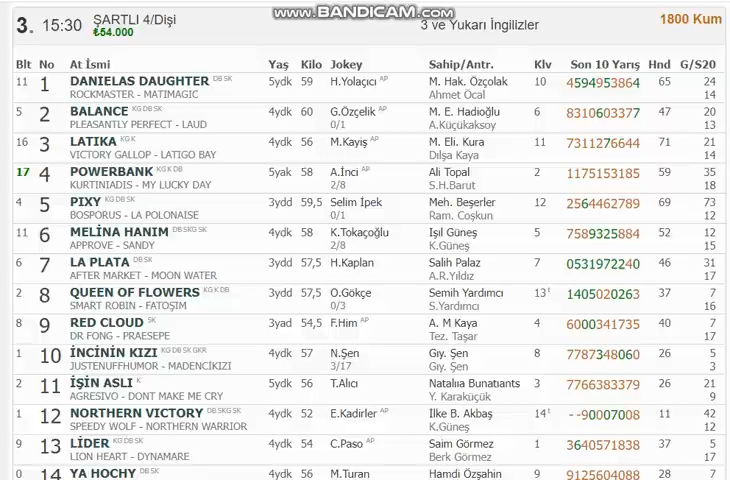 www.BANDICAM.com
3. 15:30 ŞARTLI 4/Dişi 3 ve Yukarı İngilizler 1800 Kum
₺54.000
Blt No At İsmi Yaş Kilo Jokey Sahip/Antr. Klv Son 10 Yarış Hnd G/S20
11 1 DANIELAS DAUGHTER DB SK 5ydk 59 H.Yolaçıcı AP M. Hak. Özçolak 10 4594953864 65 24
ROCKMASTER - MATIMAGIC Ahmet Öcal 14
5 2 BALANCE KG DB SK 4ydk 60 G.Özçelik AP M. E. Hadioğlu 6 8310603377 47 20
PLEASANTLY PERFECT - LAUD 0/1 A.Küçükaksoy 13
16 3 LATIKA KG K 4ydk 56 M.Kayiş AP M. Eli. Kura 11 7311276644 71 21
VICTORY GALLOP - LATIGO BAY Dılşa Kaya 14
17 4 POWERBANK KG K DB 5yak 58 A.İnci AP Ali Topal 2 1175153185 59 35
KURTINIADIS - MY LUCKY DAY 2/8 S.H.Barut 18
4 5 PIXY KG DB SK 3ydd 59,5 Selim İpek Meh. Beşerler 12 2564462789 69 73
BOSPORUS - LA POLONAISE 0/1 Ram. Coşkun 12
11 6 MELİNA HANIM DB SKG SK 4ydk 58 K.Tokaçoğlu Işıl Güneş 5 7589325884 52 12
APPROVE - SANDY 2/8 K.Güneş 15
6 7 LA PLATA DB SK 3ydd 57,5 H.Kaplan Salih Palaz 7 0531972240 46 31
AFTER MARKET - MOON WATER A.R.Yıldız 17
2 8 QUEEN OF FLOWERS KG K DB 3ydd 57,5 O.Gökçe Semih Yardımcı 13t 1405020263 37 7
SMART ROBIN - FATOŞIM 0/3 S.Yardımcı 16
8 9 RED CLOUD SK 3yad 54,5 F.Him AP A. M Kaya 4 6000341735 40 7
DR FONG - PRAESEPE Tez. Taşar 17
1 10 İNCİNİN KIZI KG DB SK GKR 4ydk 57 N.Şen Gıy. Şen 8 7787348060 26 5
JUSTENUFFHUMOR - MADENCİKIZI 3/17 Gıy. Şen 3
2 11 İŞİN ASLI K 5ydk 56 T.Alıcı Nataliıa Bunatıants 3 7766383379 26 21
AGRESIVO - DONT MAKE ME CRY Y. Karaküçük 9
1 12 NORTHERN VICTORY DB SKG SK 4ydk 52 E.Kadirler AP İlke B. Akbaş 14t --90007008 11 42
SPEEDY WOLF - NORTHERN WARRIOR K.Güneş 12
9 13 LİDER KG DB SK 4ydk 54 C.Paso AP Saim Görmez 1 3640571838 37 5
LION HEART - DYNAMARE Berk Görmez 17
0 14 YA HOCHY DB SK 4ydk 56 M.Turan Hamdi Özşahin 9 9125604088 28 7